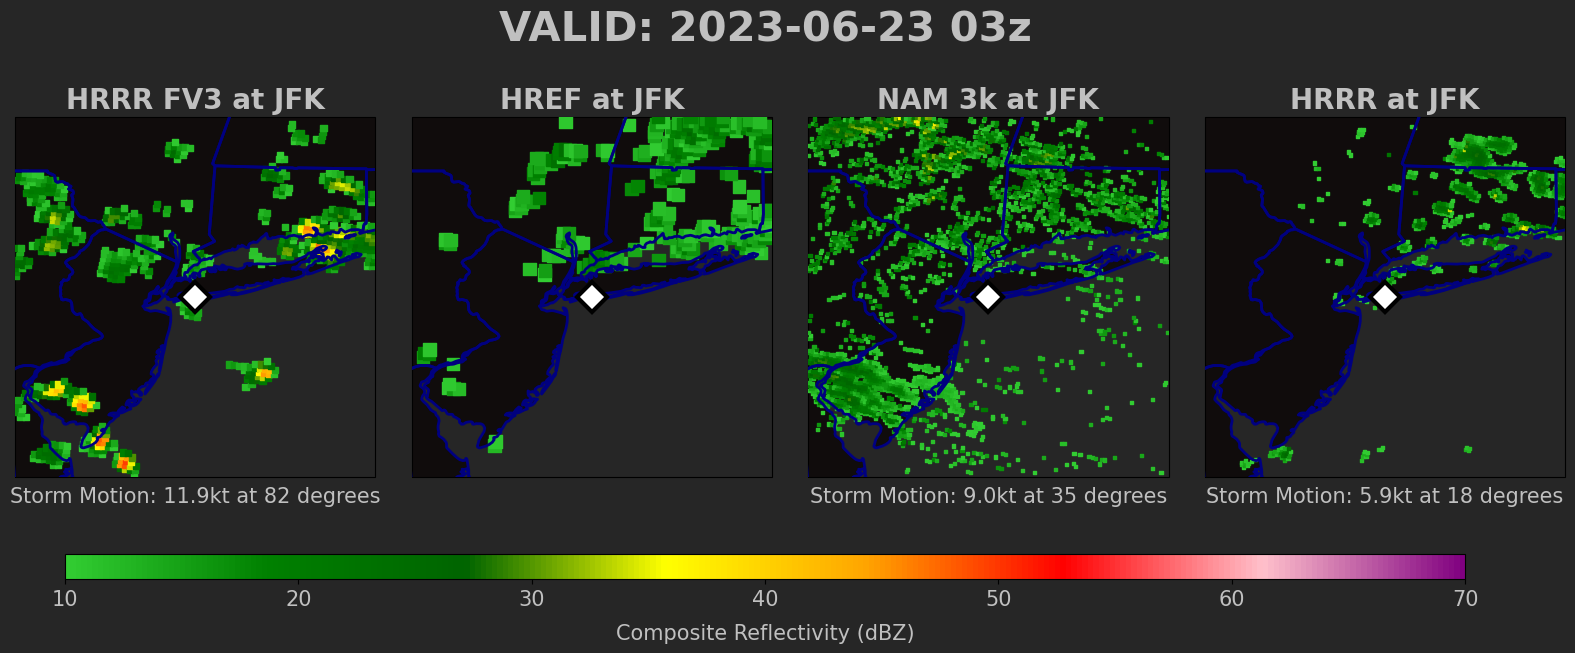 VALID: 2023-06-23 03z
HRRR FV3 at JFK
HREF at JFK
NAM 3k at JFK
HRRR at JFK
Storm Motion: 11.9kt at 82 degrees
Storm Motion: 9.0kt at 35 degrees
Storm Motion: 5.9kt at 18 degrees
10 20 30 40 50 60 70
Composite Reflectivity (dBZ)